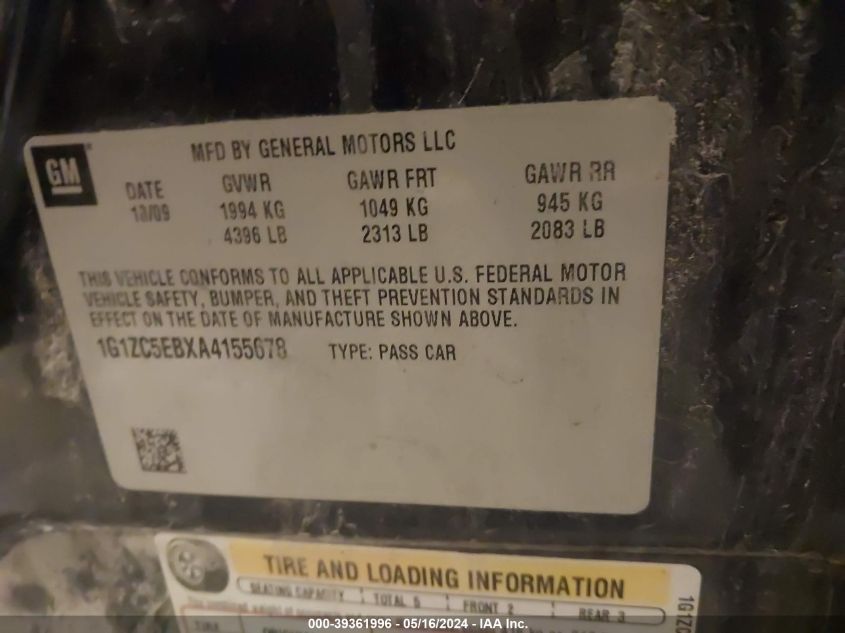 MFD BY GENERAL MOTORS LLC
GM
DATE GVWR GAWR FRT GAWR RR
1994 KG 1049 KG 945 KG
4396 LB 2313 LB 2083 LB
THIS VEHICLE CONFORMS TO ALL APPLICABLE U.S. FEDERAL MOTOR
VEHICLE SAFETY, BUMPER, AND THEFT PREVENTION STANDARDS IN
EFFECT ON THE DATE OF MANUFACTURE SHOWN ABOVE.
1G1ZC5EBXA4155678 TYPE: PASS CAR
TIRE AND LOADING INFORMATION
SEATING CAPACITY TOTAL 5 FRONT 2 REAR 3
1G1ZC
000-39361996 - 05/16/2024 - IAA Inc.